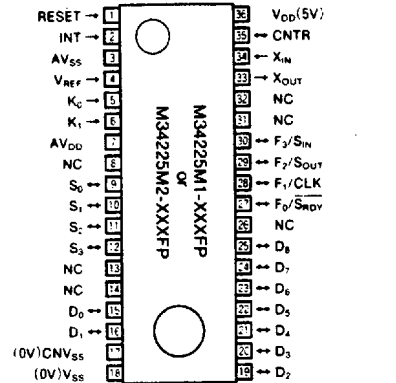 RESET → 1
INT → 2
AVSS 3
VREF → 4
K0 → 5
K1 → 6
AVDD 7
NC 8
S0 ↔ 9
S1 ↔ 10
S2 ↔ 11
S3 ↔ 12
NC 13
NC 14
D0 ↔ 15
D1 ↔ 16
(0V)CNVSS 17
(0V)VSS 18
M34225M1-XXXFP
or
M34225M2-XXXFP
36 VDD(5V)
35 ↔ CNTR
34 ← XIN
33 → XOUT
32 NC
31 NC
30 ↔ F3/SIN
29 ↔ F2/SOUT
28 ↔ F1/CLK
27 ↔ F0/S̅R̅D̅Y̅
26 NC
25 ↔ D8
24 ↔ D7
23 ↔ D6
22 ↔ D5
21 ↔ D4
20 ↔ D3
19 ↔ D2